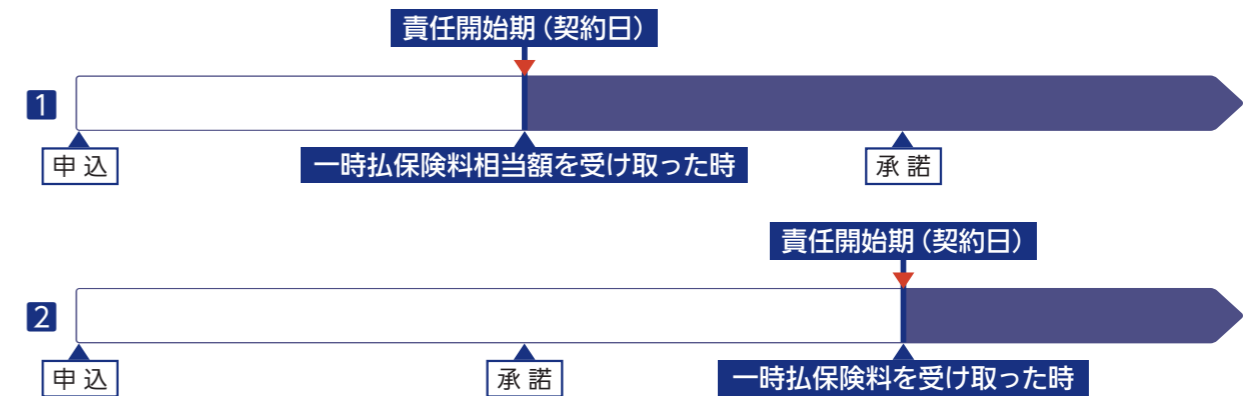 責任開始期（契約日）
1
申込
一時払保険料相当額を受け取った時
承諾
責任開始期（契約日）
2
申込
承諾
一時払保険料を受け取った時